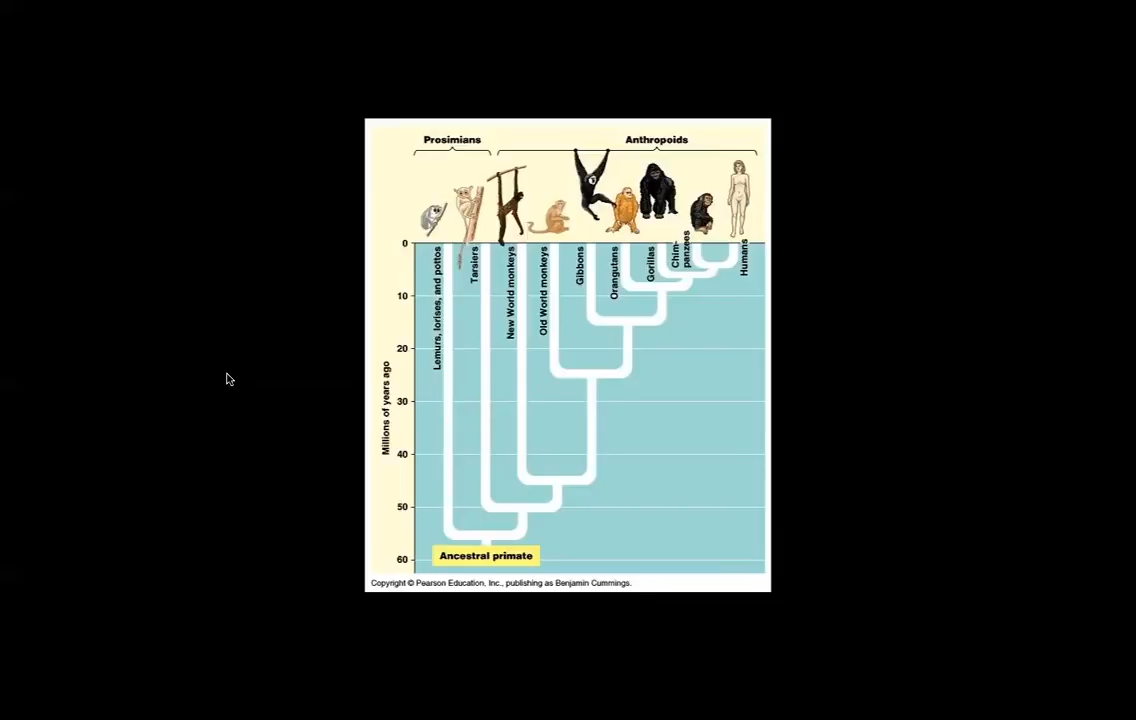 Prosimians
Anthropoids
0
10
20
30
40
50
60
Millions of years ago
Lemurs, lorises, and pottos
Tarsiers
New World monkeys
Old World monkeys
Gibbons
Orangutans
Gorillas
Chim-
panzees
Humans
Ancestral primate
Copyright © Pearson Education, Inc., publishing as Benjamin Cummings.